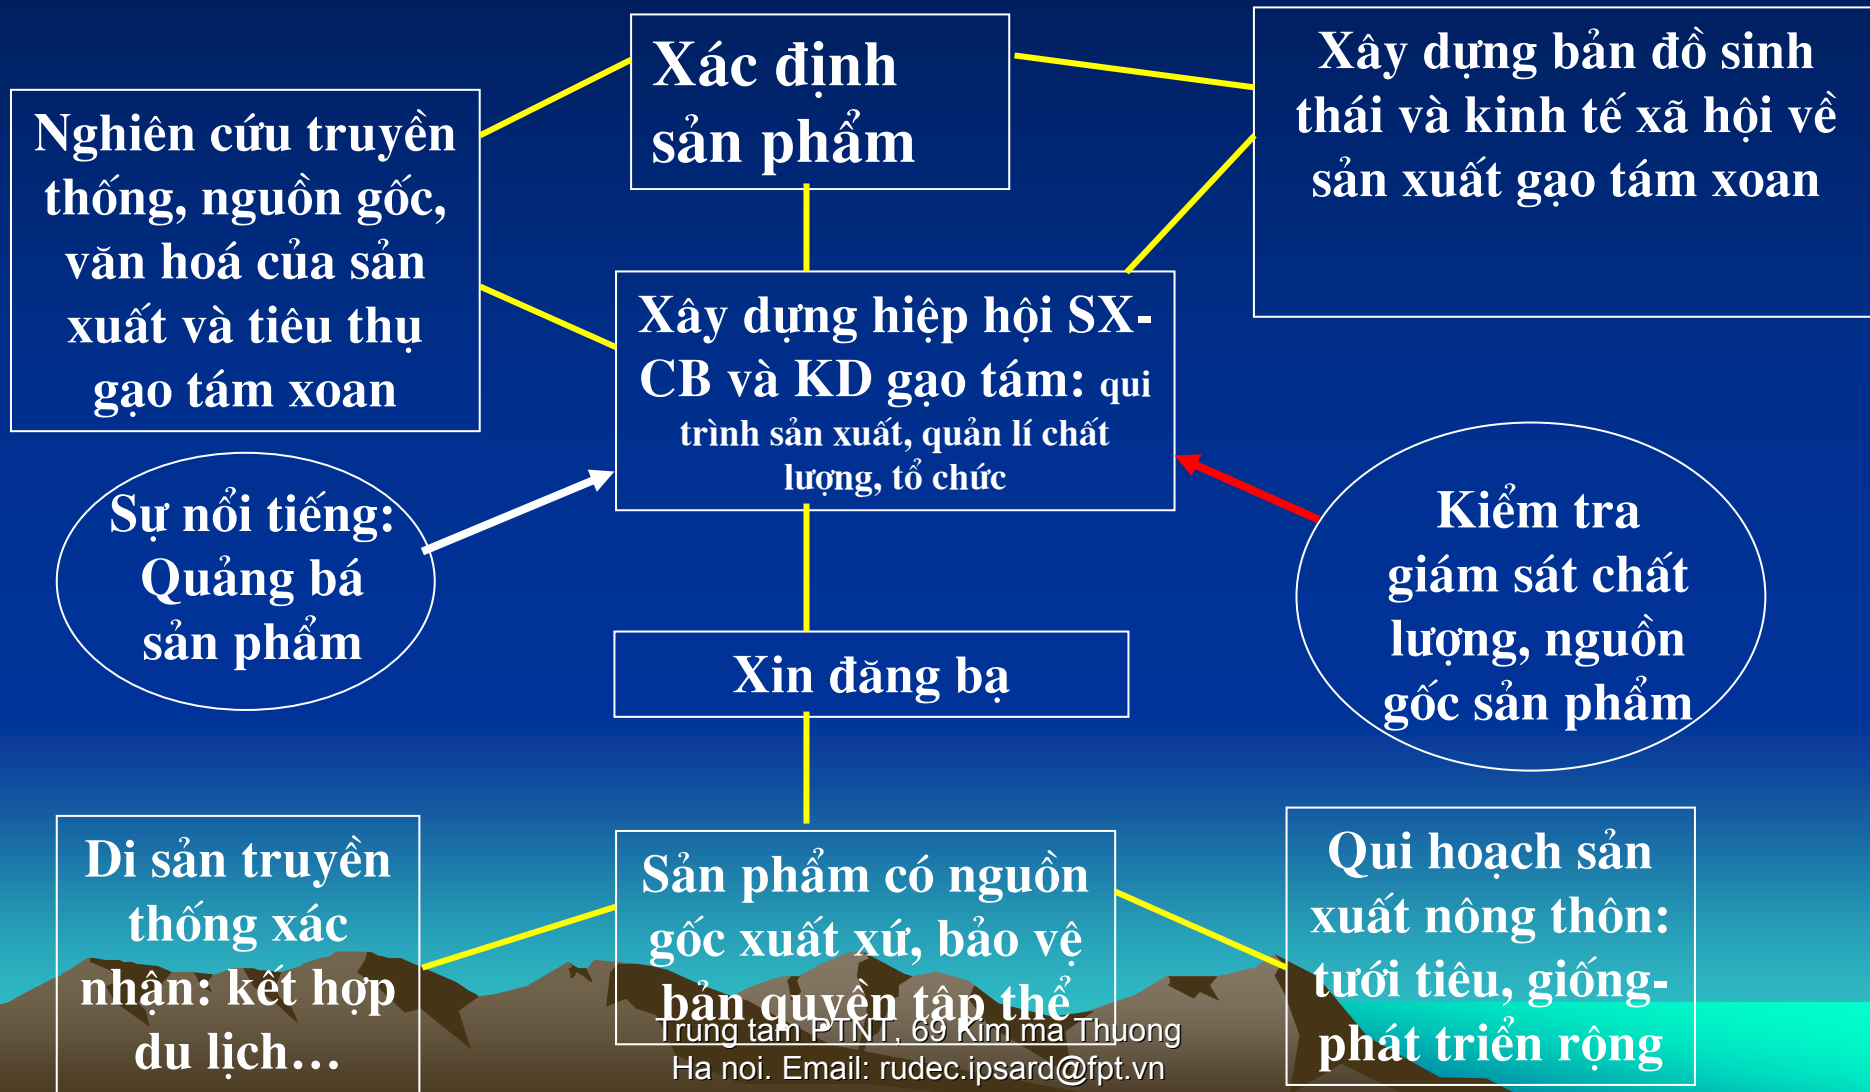 Xác định
sản phẩm
Xây dựng bản đồ sinh
thái và kinh tế xã hội về
sản xuất gạo tám xoan
Nghiên cứu truyền
thống, nguồn gốc,
văn hoá của sản
xuất và tiêu thụ
gạo tám xoan
Xây dựng hiệp hội SX-
CB và KD gạo tám: qui
trình sản xuất, quản lí chất
lượng, tổ chức
Sự nổi tiếng:
Quảng bá
sản phẩm
Kiểm tra
giám sát chất
lượng, nguồn
gốc sản phẩm
Xin đăng bạ
Di sản truyền
thống xác
nhận: kết hợp
du lịch…
Sản phẩm có nguồn
gốc xuất xứ, bảo vệ
bản quyền tập thể
Qui hoạch sản
xuất nông thôn:
tưới tiêu, giống-
phát triển rộng
Trung tam PTNT, 69 Kim ma Thuong
Ha noi. Email: rudec.ipsard@fpt.vn